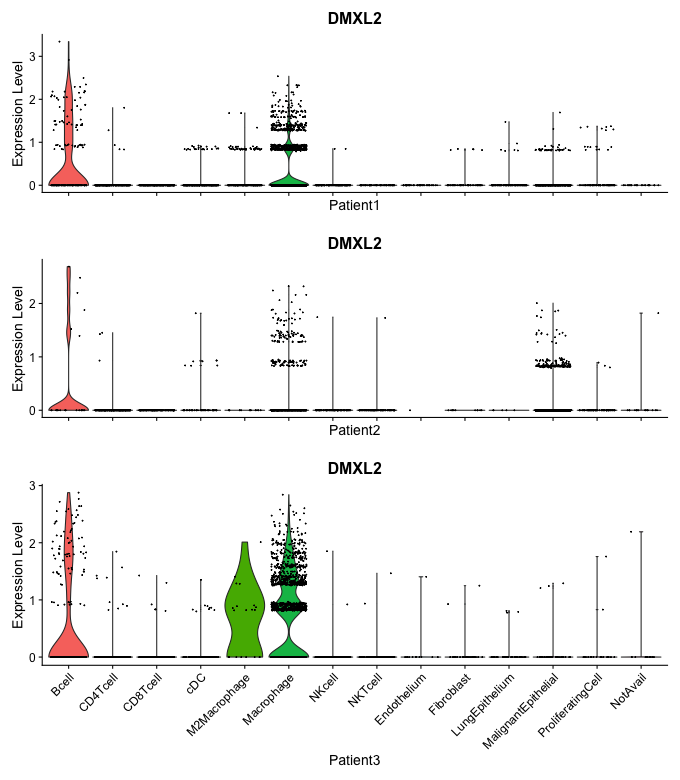 DMXL2
Expression Level
3
2
1
0
Patient1
DMXL2
Expression Level
2
1
0
Patient2
DMXL2
Expression Level
3
2
1
0
Bcell
CD4Tcell
CD8Tcell
cDC
M2Macrophage
Macrophage
NKcell
NKTcell
Endothelium
Fibroblast
LungEpithelium
MalignantEpithelial
ProliferatingCell
NotAvail
Patient3